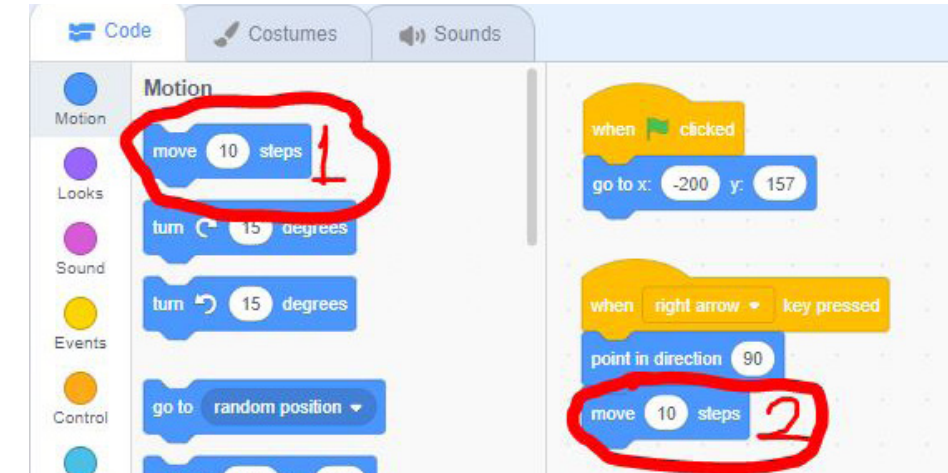 Code
Costumes
Sounds
Motion
Looks
Sound
Events
Control
Motion
move 10 steps 1
turn 15 degrees
turn 15 degrees
go to random position
when clicked
go to x: -200 y: 157
when right arrow key pressed
point in direction 90
move 10 steps 2